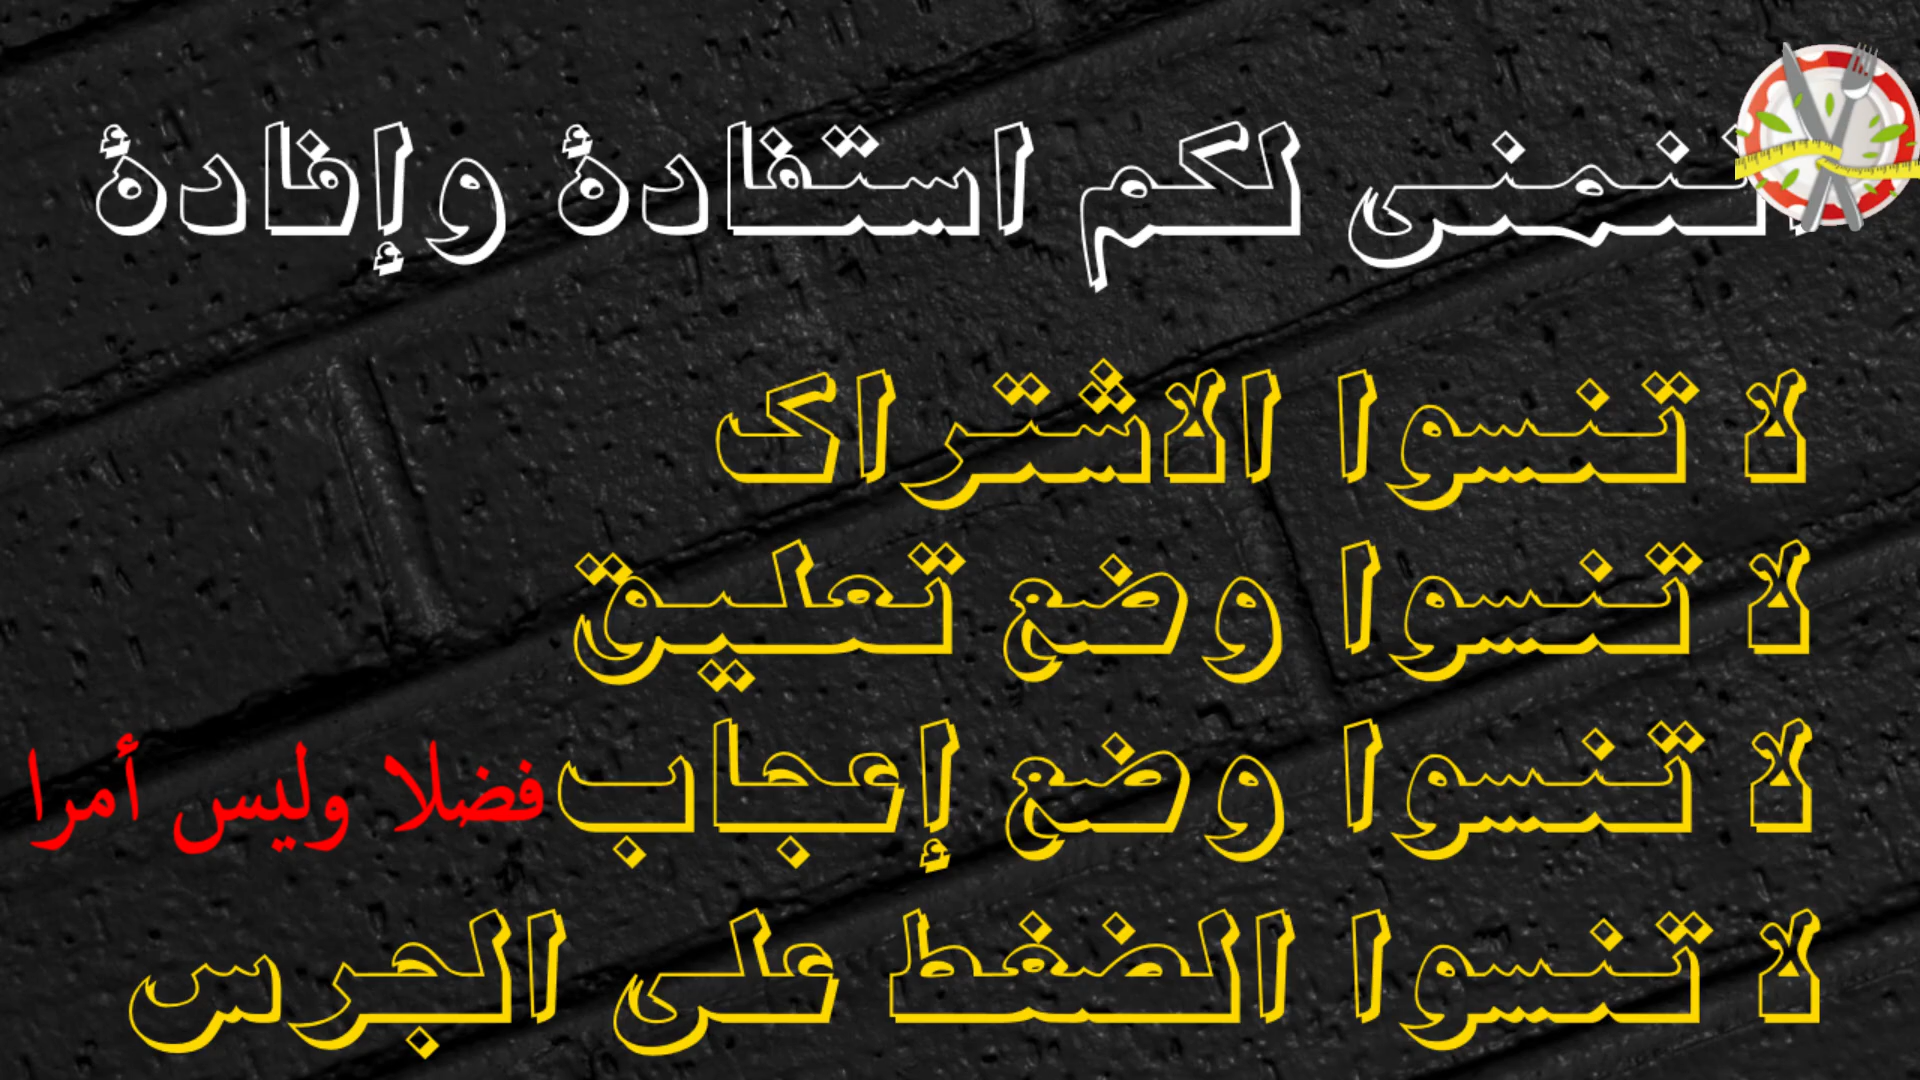 لكم استفادة وإفادة
لا تنسوا الاشتراك
لا تنسوا وضع تعليق
لا تنسوا وضع إعجاب فضلا وليس أمرا
لا تنسوا الضغط على الجرس